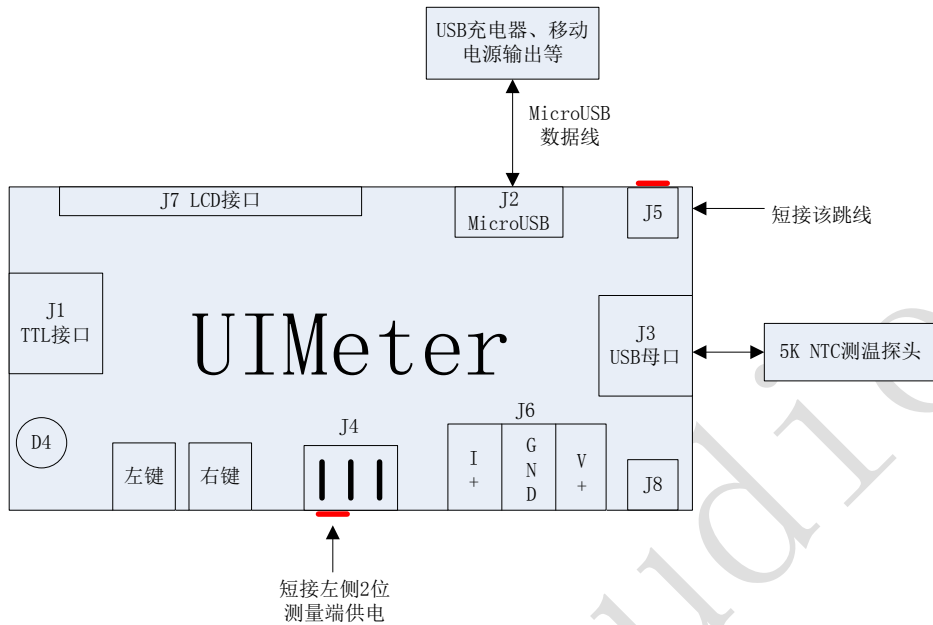 USB充电器、移动
电源输出等
MicroUSB
数据线
J7 LCD接口
J2
MicroUSB
J5
短接该跳线
J1
TTL接口
UIMeter
J3
USB母口
5K NTC测温探头
D4
左键
右键
J4
J6
I
+
G
N
D
V
+
J8
短接左侧2位
测量端供电
udio